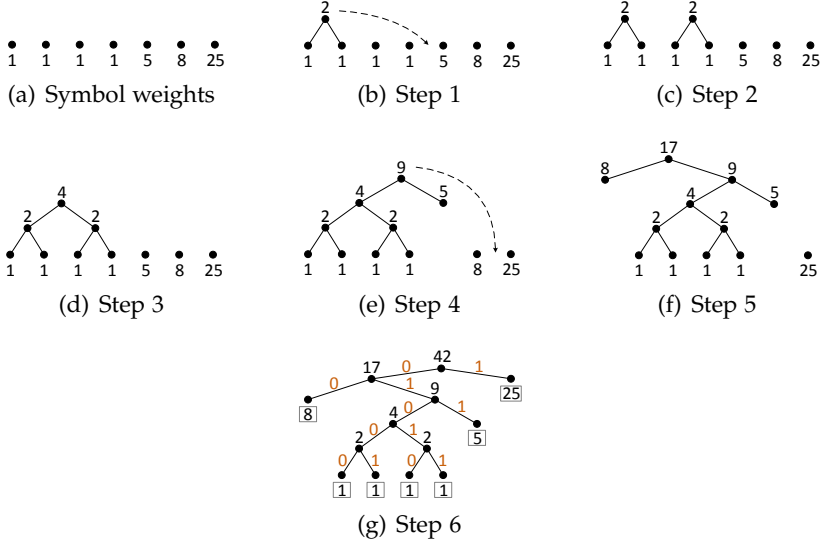 2
2 2
1 1 1 1 5 8 25
1 1 1 1 5 8 25
1 1 1 1 5 8 25
(a) Symbol weights
(b) Step 1
(c) Step 2
4
2 2
1 1 1 1 5 8 25
(d) Step 3
9
4 5
2 2
1 1 1 1 8 25
(e) Step 4
17
8 9
4 5
2 2
1 1 1 1 25
(f) Step 5
42
17 0 1
0 1 25
8 9
0 1
4 5
0 1
2 2
0 1 0 1
1 1 1 1
(g) Step 6